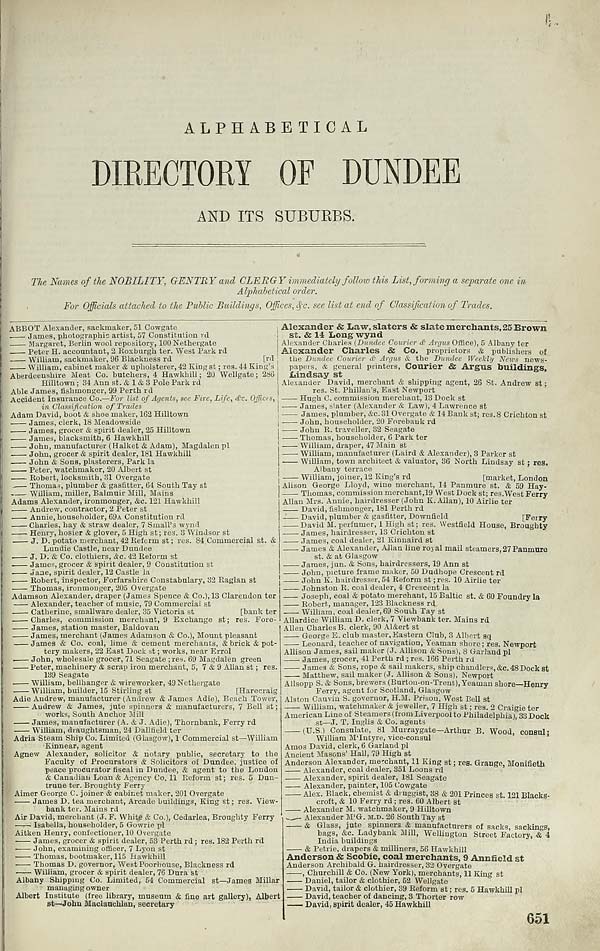 ALPHABETICAL
DIRECTORY OF DUNDEE
AND ITS SUBURBS.
The Names of the NOBILITY, GENTRY and CLERGY immediately follow this List, forming a separate one in
Alphabetical order.
For Officials attached to the Public Buildings, Offices, &c. see list at end of Classification of Trades.
ABBOT Alexander, sackmaker, 51 Cowgate
—— James, photographic artist, 57 Constitution rd
—— Margaret, Berlin wool repository, 100 Nethergate
—— Peter H. accountant, 2 Roxburgh ter. West Park rd
—— William, sackmaker, 96 Blackness rd [rd
—— William, cabinet maker & upholsterer, 42 King st; res. 44 King's
Aberdeenshire Meat Co. butchers, 4 Hawkhill; 20 Wellgate; 286
Hilltown; 34 Ann st. & 1 & 3 Pole Park rd
Able James, fishmonger, 99 Perth rd
Accident Insurance Co.—For list of Agents, see Fire, Life, &c. Offices,
in Classification of Trades
Adam David, boot & shoe maker, 162 Hilltown
—— James, clerk, 18 Meadowside
—— James, grocer & spirit dealer, 25 Hilltown
—— James, blacksmith, 6 Hawkhill
—— John, manufacturer (Halket & Adam), Magdalen pl
—— John, grocer & spirit dealer, 181 Hawkhill
—— John & Sons, plasterers, Park la
—— Peter, watchmaker, 20 Albert st
—— Robert, locksmith, 31 Overgate
—— Thomas, plumber & gasfitter, 64 South Tay st
—— William, miller, Balmuir Mill, Mains
Adams Alexander, ironmonger, &c. 121 Hawkhill
—— Andrew, contractor, 2 Peter st
—— Annie, householder, 69A Constitution rd
—— Charles, hay & straw dealer, 7 Small's wynd
—— Henry, hosier & glover, 5 High st; res. 3 Windsor st
—— J. D. potato merchant, 42 Reform st; res. 84 Commercial st. &
Lundie Castle, near Dundee
—— J. D. & Co. clothiers, &c. 42 Reform st
—— James, grocer & spirit dealer, 9 Constitution st
—— Jane, spirit dealer, 12 Castle la
—— Robert, inspector, Forfarshire Constabulary, 32 Raglan st
—— Thomas, ironmonger, 205 Overgate
Adamson Alexander, draper (James Spence & Co.), 13 Clarendon ter
—— Alexander, teacher of music, 79 Commercial st
—— Catherine, smallware dealer, 35 Victoria st [bank ter
—— Charles, commission merchant, 9 Exchange st; res. Fore-
—— James, station master, Baldovan
—— James, merchant (James Adamson & Co.), Mount pleasant
—— James & Co. coal, lime & cement merchants, & brick & pot-
tery makers, 22 East Dock st; works, near Errol
—— John, wholesale grocer, 71 Seagate; res. 69 Magdalen green
—— Peter, machinery & scrap iron merchant, 5, 7 & 9 Allan st; res.
139 Seagate
—— William, bellhanger & wireworker, 49 Nethergate
—— William, builder, 15 Stirling st [Harecraig
Adie Andrew, manufacturer (Andrew & James Adie), Beach Tower,
—— Andrew & James, jute spinners & manufacturers, 7 Bell st;
works, South Anchor Mill
—— James, manufacturer (A. & J. Adie), Thornbank, Ferry rd
—— William, draughtsman, 24 Dallfield ter
Adria Steam Ship Co. Limited (Glasgow), 1 Commercial st—William
Kinnear, agent
Agnew Alexander, solicitor & notary public, secretary to the
Faculty of Procurators & Solicitors of Dundee, justice of
peace procurator fiscal in Dundee, & agent to the London
& Canadian Loan & Agency Co, 11 Reform st; res. 5 Dun-
trune ter. Broughty Ferry
Aimer George C. joiner & cabinet maker, 201 Overgate
—— James D. tea merchant, Arcade buildings, King st; res. View-
bank ter. Mains rd
Air David, merchant (J. F. White & Co.), Cedarlea, Broughty Ferry
—— Isabella, householder, 5 Gowrie pl
Aitken Henry, confectioner, 10 Overgate
—— James, grocer & spirit dealer, 53 Perth rd; res. 182 Perth rd
—— John, examining officer, 7 Lyon st
—— Thomas, bootmaker, 115 Hawkhill
—— Thomas D. governor, West Poorhouse, Blackness rd
—— William, grocer & spirit dealer, 76 Dura st
Albany Shipping Co. Limited, 54 Commercial st—James Millar
managing owner
Albert Institute (free library, museum & fine art gallery), Albert
st—John Maclauchlan, secretary
Alexander & Law, slaters & slate merchants, 25 Brown
st. & 14 Long wynd
Alexander Charles (Dundee Courier & Argus Office), 5 Albany ter
Alexander Charles & Co. proprietors & publishers of
the Dundee Courier & Argus & the Dundee Weekly News news-
papers, & general printers, Courier & Argus buildings,
Lindsay st
Alexander David, merchant & shipping agent, 26 St. Andrew st;
res. St. Phillan's, East Newport
—— Hugh C. commission merchant, 13 Dock st
—— James, slater (Alexander & Law), 4 Lawrence st
—— James, plumber, &c. 31 Overgate & 14 Bank st; res. 8 Crichton st
—— John, householder, 20 Forebank rd
—— John R. traveller, 32 Seagate
—— Thomas, householder, 6 Park ter
—— William, draper, 47 Main st
—— William, manufacturer (Laird & Alexander), 3 Parker st
—— William, town architect & valuator, 36 North Lindsay st; res.
Albany terrace
—— William, joiner, 12 King's rd [market, London
Alison George Lloyd, wine merchant, 14 Panmure st. & 59 Hay-
—— Thomas, commission merchant, 19 West Dock st; res. West Ferry
Allan Mrs. Annie, hairdresser (John K. Allan), 10 Airlie ter
—— David, fishmonger, 181 Perth rd
—— David, plumber & gasfitter, Downfield [Ferry
—— David M. perfumer, 1 High st; res. Westfield House, Broughty
—— James, hairdresser, 13 Crichton st
—— James, coal dealer, 21 Kinnaird st
—— James & Alexander, Allan line royal mail steamers, 27 Panmure
st. & at Glasgow
—— James, jun. & Sons, hairdressers, 19 Ann st
—— John, picture frame maker, 50 Dudhope Crescent rd
—— John K. hairdresser, 54 Reform st; res. 10 Airlie ter
—— Johnston R. coal dealer, 4 Crescent la
—— Joseph, coal & potato merchant, 15 Baltic st. & 60 Foundry la
—— Robert, manager, 123 Blackness rd
—— William, coal dealer, 69 South Tay st
Allardice William D. clerk, 7 Viewbank ter. Mains rd
Allen Charles B. clerk, 90 Albert st
—— George E. club master, Eastern Club, 3 Albert sq
—— Leonard, teacher of navigation, Yeaman shore; res. Newport
Allison James, sail maker (J. Allison & Sons), 8 Garland pl
—— James, grocer, 41 Perth rd; res. 166 Perth rd
—— James & Sons, rope & sail makers, ship chandlers, &c. 48 Dock st
—— Matthew, sail maker (J. Allison & Sons), Newport
Allsopp S. & Sons, brewers (Burton-on-Trent), Yeaman shore—Henry
Ferry, agent for Scotland, Glasgow
Alston Cauvin S. governor, H.M. Prison, West Bell st
—— William, watchmaker & jeweller, 7 High st; res. 2 Craigie ter
American Line of Steamers (from Liverpool to Philadelphia), 33 Dock
st—J. T. Inglis & Co. agents
—— (U.S.) Consulate, 81 Murraygate—Arthur B. Wood, consul;
William M'Intyre, vice-consul
Amos David, clerk, 6 Garland pl
Ancient Masons' Hall, 70 High st
Anderson Alexander, merchant, 11 King st; res. Grange, Monifieth
—— Alexander, coal dealer, 351 Loons rd
—— Alexander, spirit dealer, 181 Seagate
—— Alexander, painter, 105 Cowgate
—— Alex. Black, chemist & druggist, 38 & 201 Princes st. 121 Blacks-
croft, & 10 Ferry rd; res. 60 Albert st
—— Alexander M. watchmaker, 9 Hilltown
—— Alexander M'G. M.D. 26 South Tay st
—— & Glass, jute spinners & manufacturers of sacks, sackings,
bags, &c. Ladybank Mill, Wellington Street Factory, & 4
India buildings
—— & Petrie, drapers & milliners, 56 Hawkhill
Anderson & Scobie, coal merchants, 9 Annfield st
Anderson Archibald G. hairdresser, 32 Overgate
—— Churchill & Co. (New York), merchants, 11 King st
—— Daniel, tailor & clothier, 52 Wellgate
—— David, tailor & clothier, 39 Reform st; res. 5 Hawkhill pl
—— David, teacher of dancing, 3 Thorter row
—— David, spirit dealer, 45 Hawkhill
651